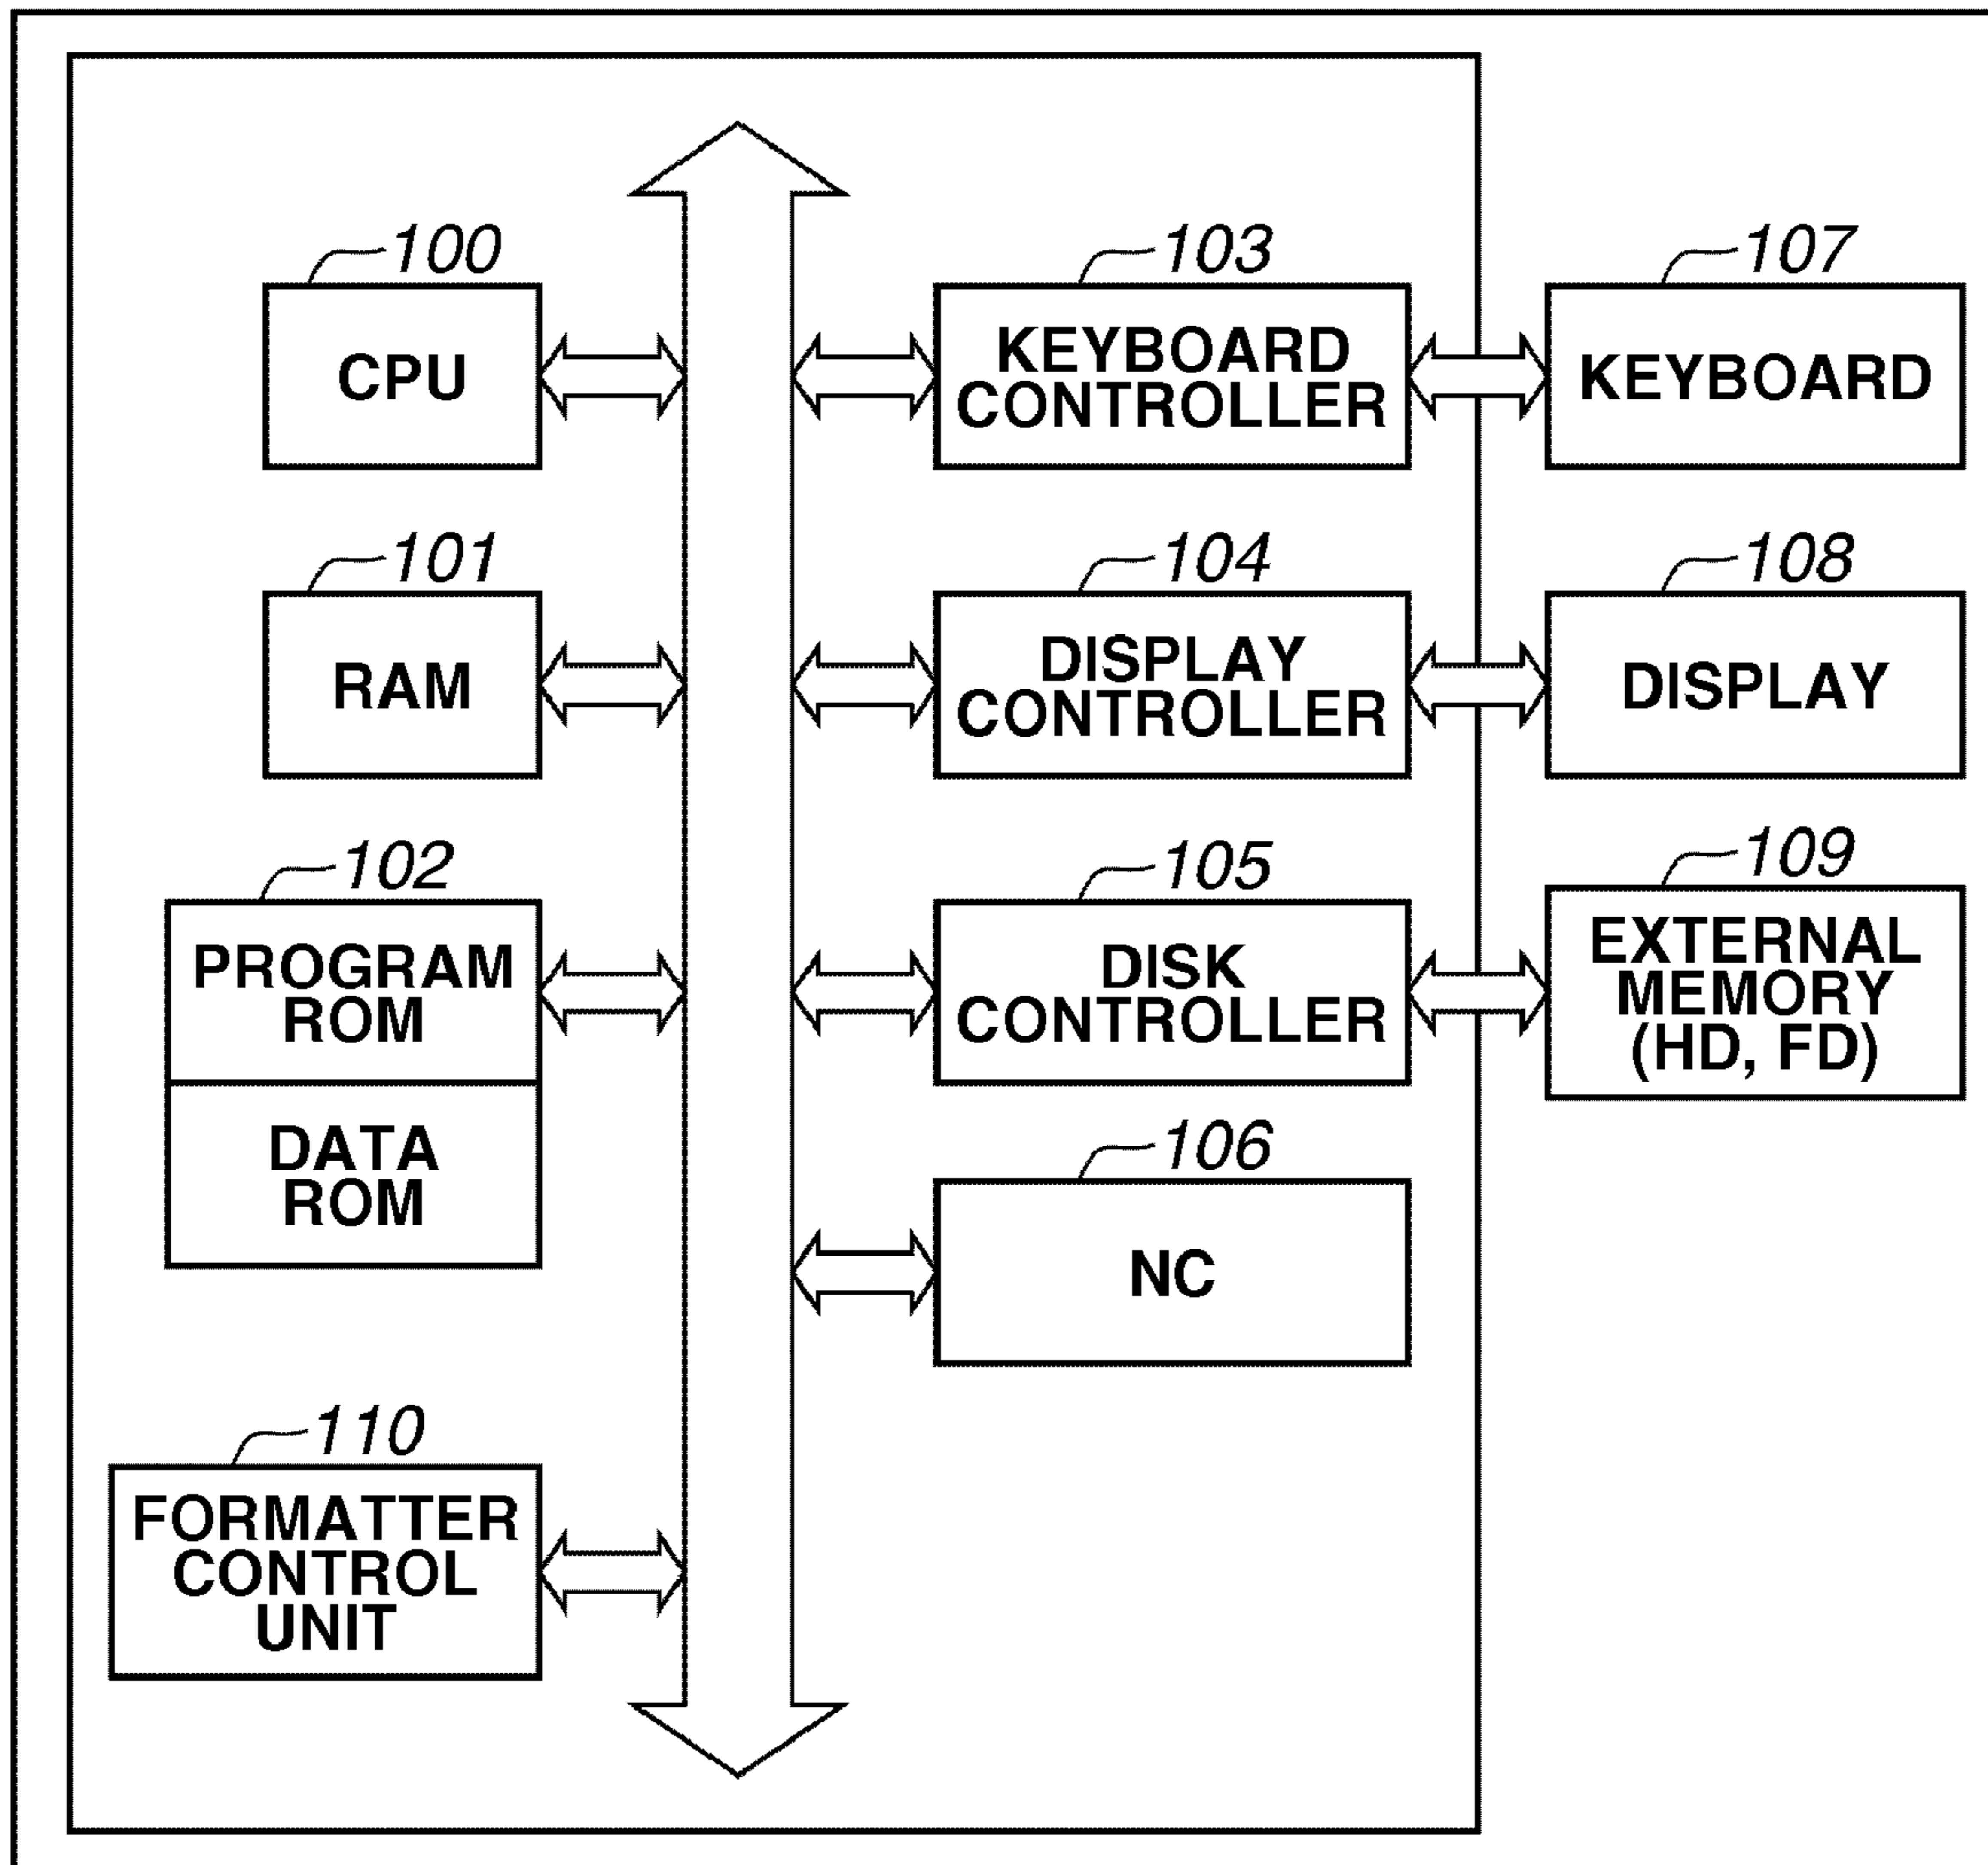 100
CPU
103
KEYBOARD
CONTROLLER
107
KEYBOARD
101
RAM
104
DISPLAY
CONTROLLER
108
DISPLAY
102
PROGRAM
ROM
DATA
ROM
105
DISK
CONTROLLER
109
EXTERNAL
MEMORY
(HD, FD)
106
NC
110
FORMATTER
CONTROL
UNIT